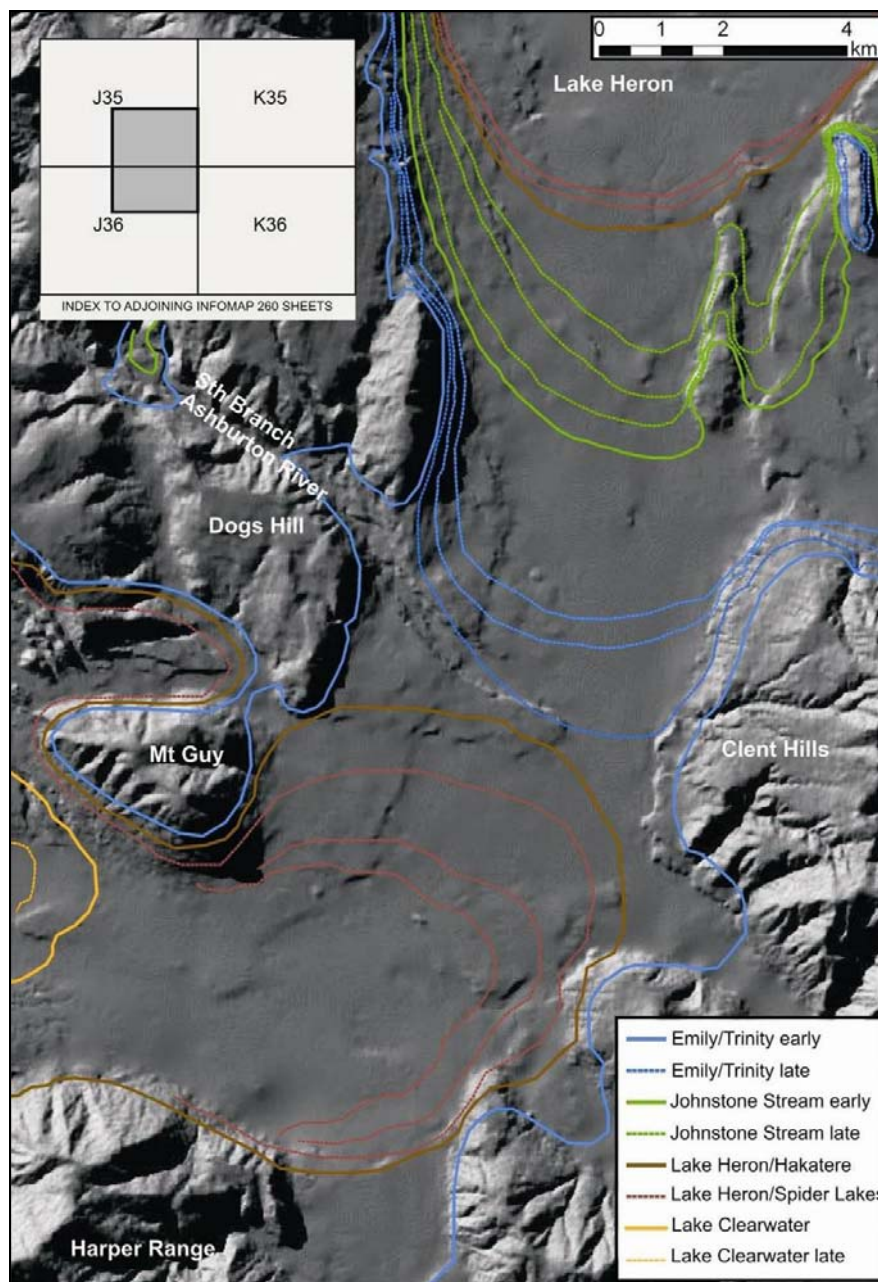 0 1 2 4
km
Lake Heron
J35
K35
J36
K36
INDEX TO ADJOINING INFOMAP 260 SHEETS
Sth Branch
Ashburton River
Dogs Hill
Mt Guy
Clent Hills
Harper Range
Emily/Trinity early
Emily/Trinity late
Johnstone Stream early
Johnstone Stream late
Lake Heron/Hakatere
Lake Heron/Spider Lakes
Lake Clearwater
Lake Clearwater late